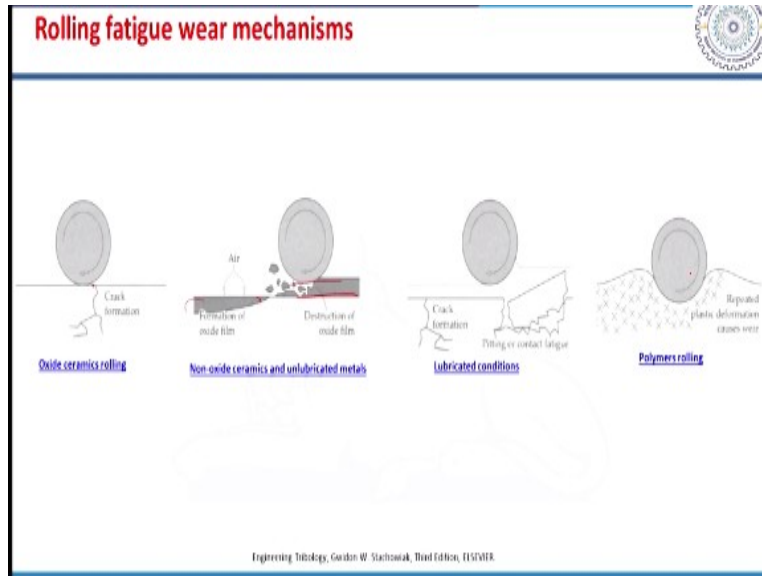 Rolling fatigue wear mechanisms
Crack
formation
Oxide ceramics rolling
Air
Formation of
oxide film
Destruction of
oxide film
Non-oxide ceramics and unlubricated metals
Crack
formation
Pitting or contact fatigue
Lubricated conditions
Repeated
plastic deformation
causes wear
Polymers rolling
Engineering Tribology, Gwidon W. Stachowiak, Third Edition, ELSEVIER.